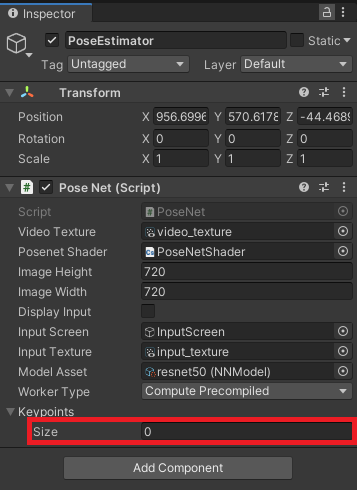 Inspector
PoseEstimator Static
Tag Untagged Layer Default
Transform
Position X 956.6996 Y 570.6178 Z -44.4689
Rotation X 0 Y 0 Z 0
Scale X 1 Y 1 Z 1
# Pose Net (Script)
Script # PoseNet
Video Texture video_texture
Posenet Shader PoseNetShader
Image Height 720
Image Width 720
Display Input
Input Screen InputScreen
Input Texture input_texture
Model Asset resnet50 (NNModel)
Worker Type Compute Precompiled
Keypoints
Size 0
Add Component